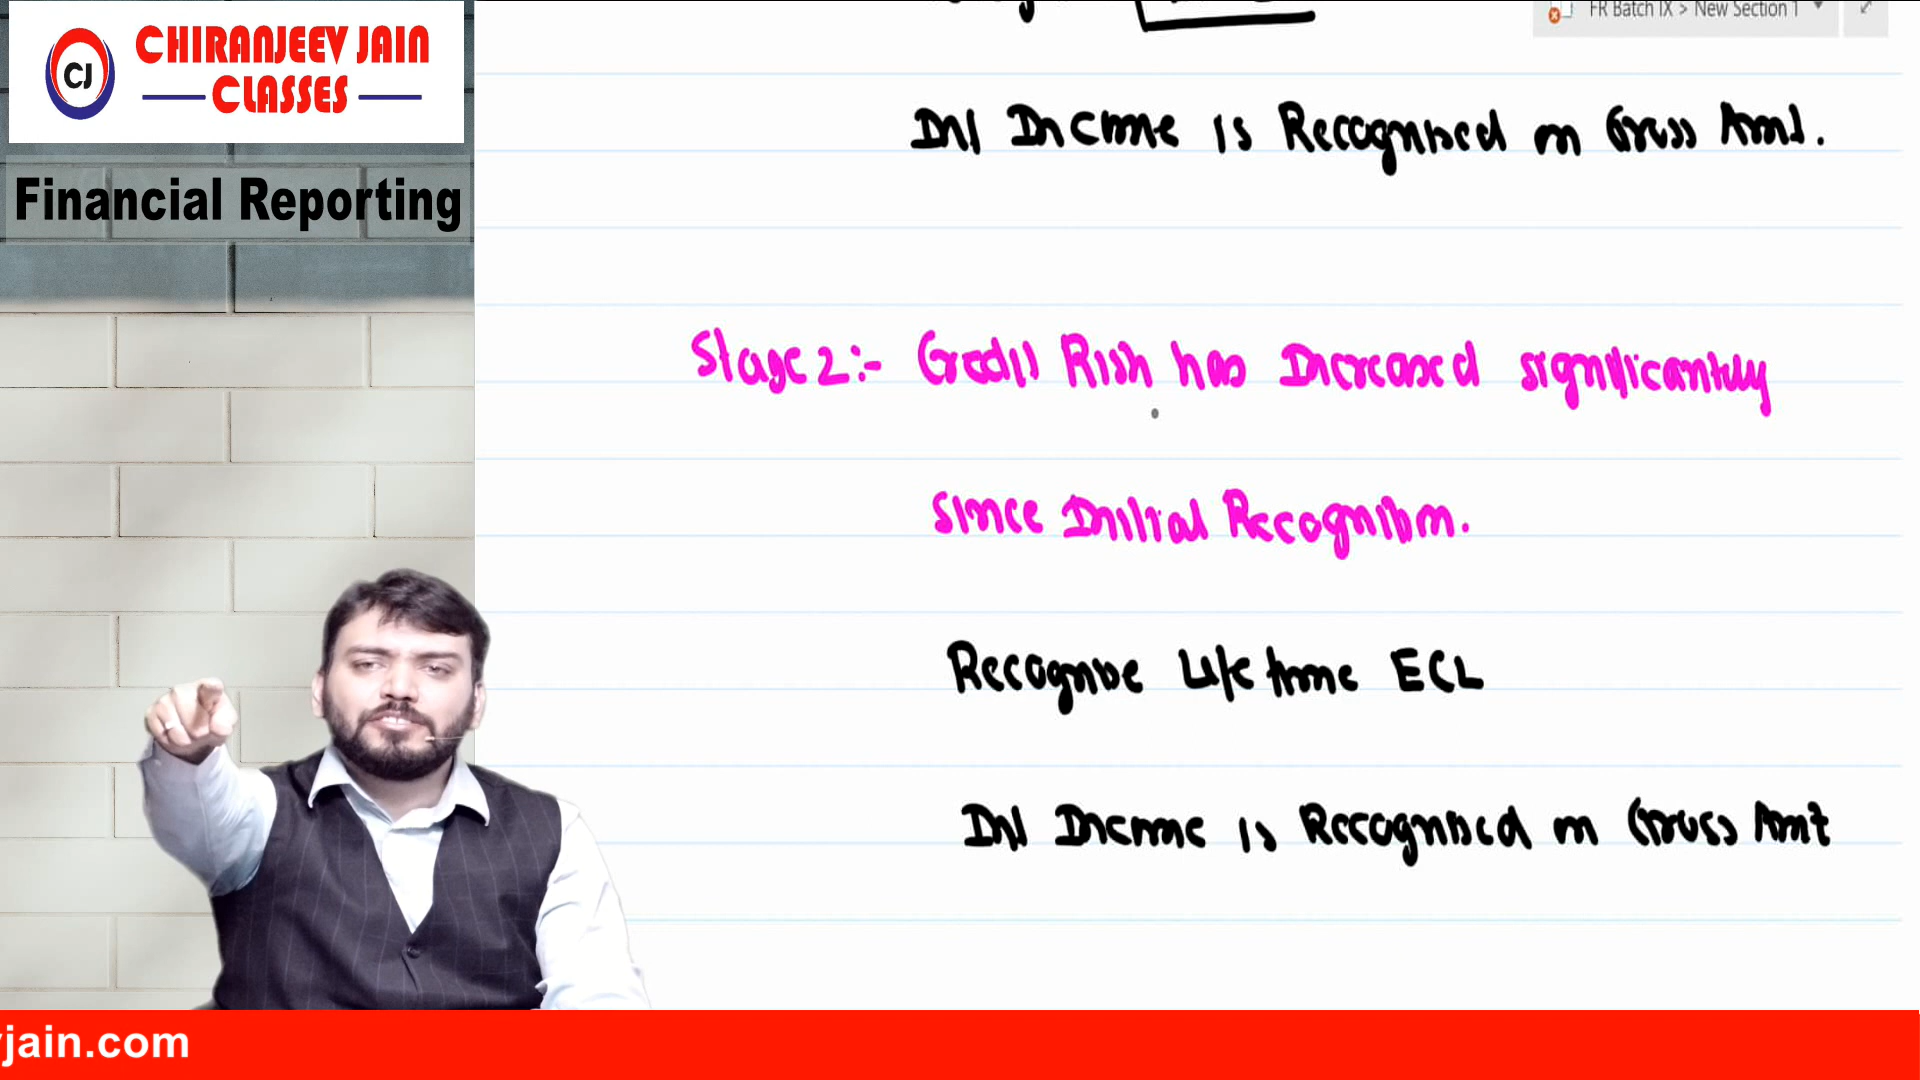 CHIRANJEEV JAIN
CJ
CLASSES
Financial Reporting
FR Batch IX > New Section 1
Int Income is Recognised on Gross Amt.
Stage 2:- Credit Risk has Increased significantly
since Initial Recognition.
Recognise Life time ECL
Int Income is Recognised on Gross Amt
jain.com